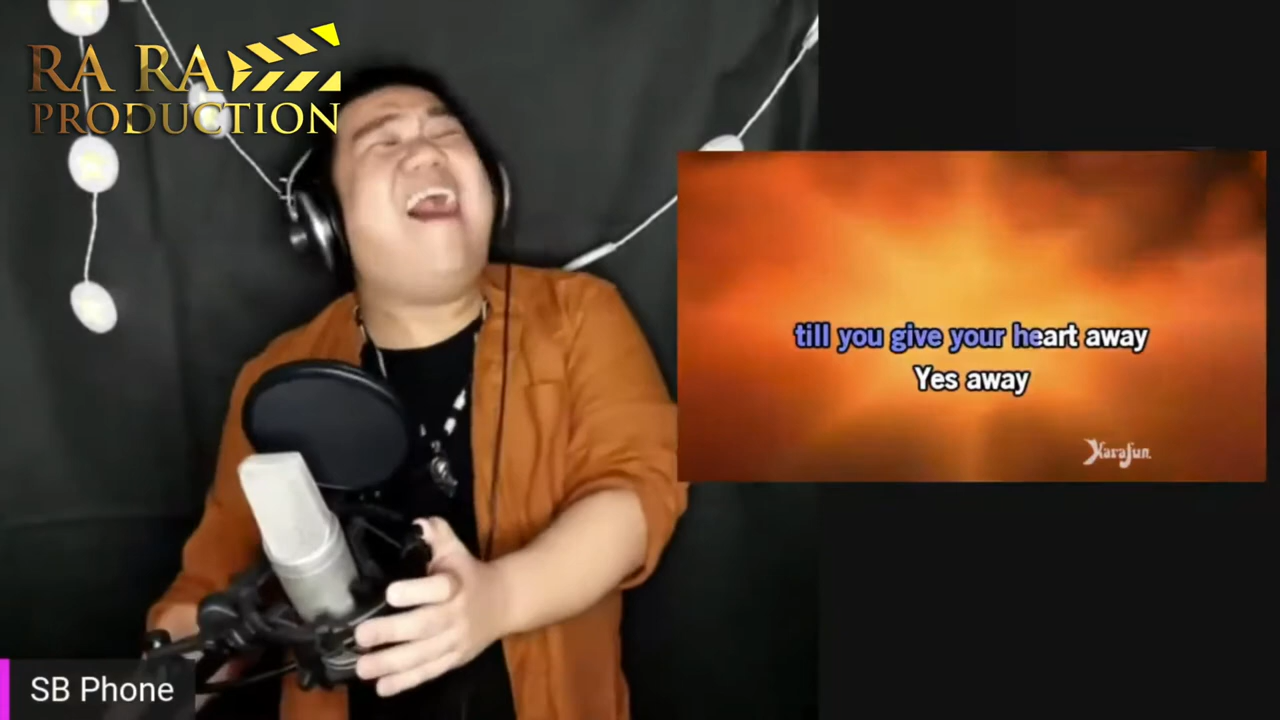 RA RA
PRODUCTION
till you give your heart away
Yes away
KaraFun
SB Phone